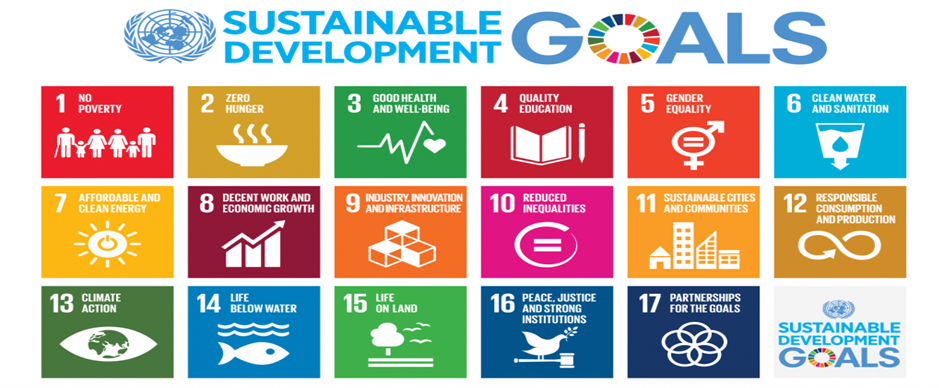 SUSTAINABLE
DEVELOPMENT
GOALS
1 NO
POVERTY
2 ZERO
HUNGER
3 GOOD HEALTH
AND WELL-BEING
4 QUALITY
EDUCATION
5 GENDER
EQUALITY
6 CLEAN WATER
AND SANITATION
7 AFFORDABLE AND
CLEAN ENERGY
8 DECENT WORK AND
ECONOMIC GROWTH
9 INDUSTRY, INNOVATION
AND INFRASTRUCTURE
10 REDUCED
INEQUALITIES
11 SUSTAINABLE CITIES
AND COMMUNITIES
12 RESPONSIBLE
CONSUMPTION
AND PRODUCTION
13 CLIMATE
ACTION
14 LIFE
BELOW WATER
15 LIFE
ON LAND
16 PEACE, JUSTICE
AND STRONG
INSTITUTIONS
17 PARTNERSHIPS
FOR THE GOALS
SUSTAINABLE
DEVELOPMENT
GOALS